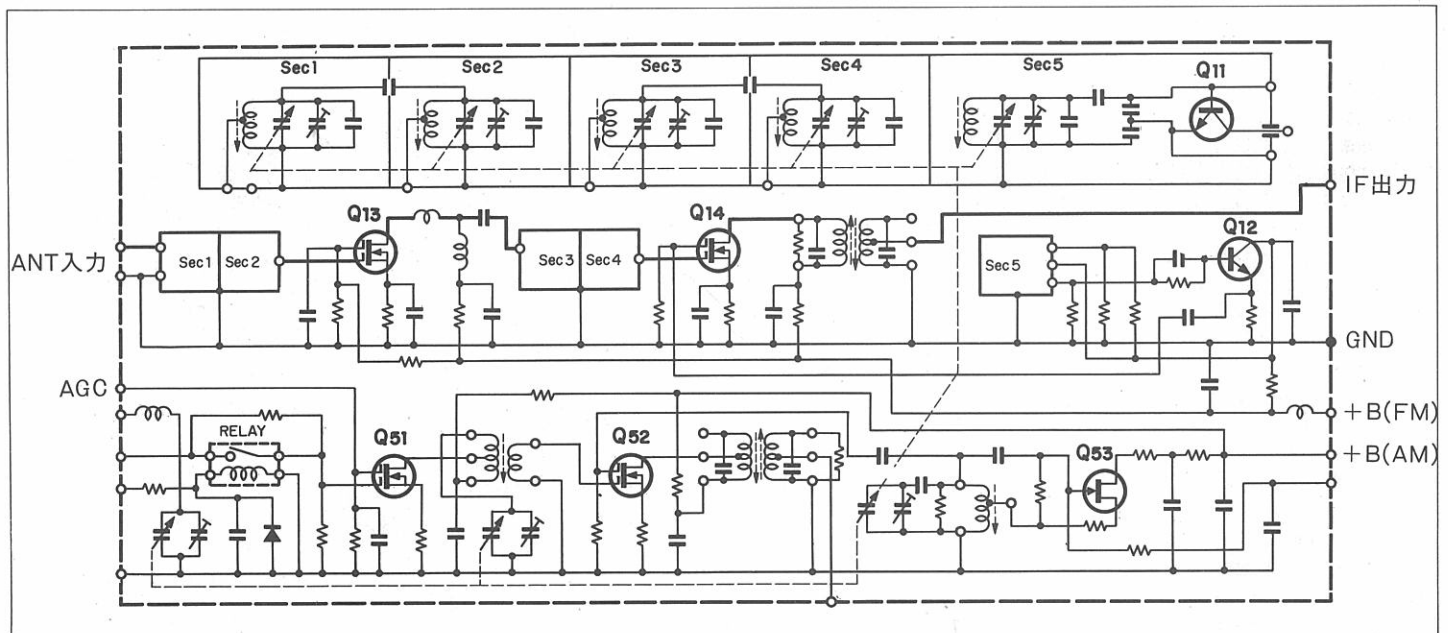 Sec1
Sec2
Sec3
Sec4
Sec5
Q11
IF出力
Q13
Q14
Q12
ANT入力
Sec1
Sec2
Sec3
Sec4
Sec5
GND
AGC
+B(FM)
RELAY
Q51
Q52
Q53
+B(AM)